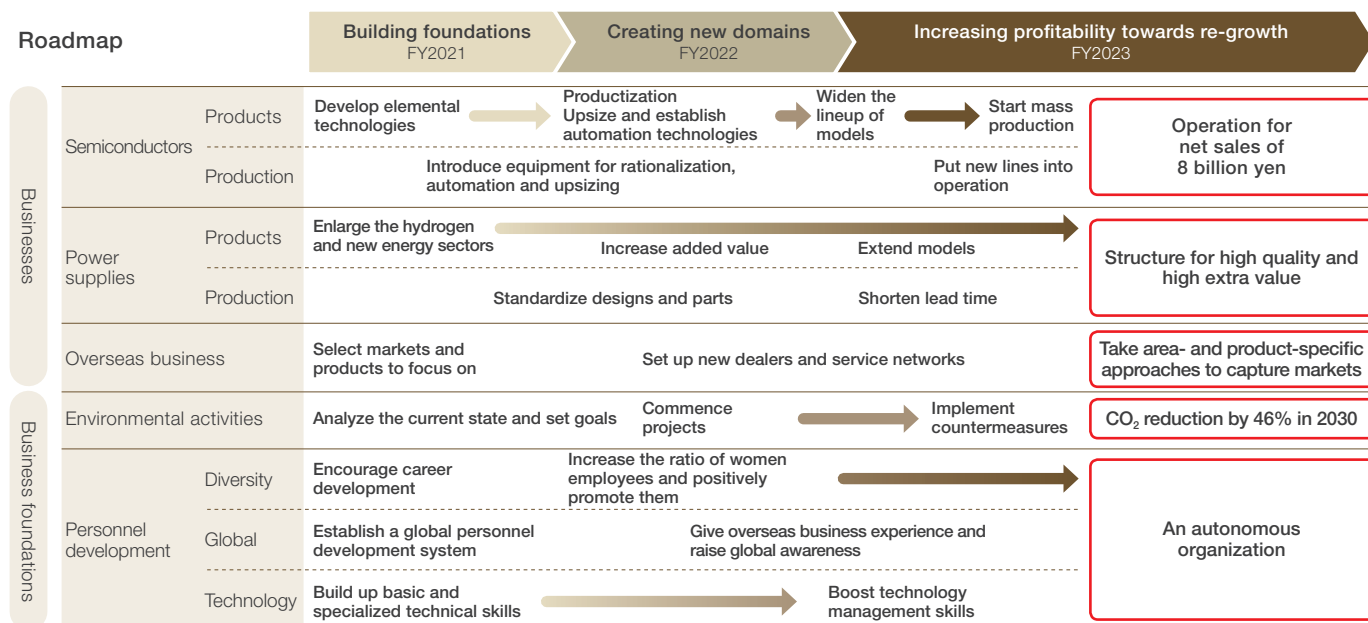 Roadmap
Building foundations
FY2021
Creating new domains
FY2022
Increasing profitability towards re-growth
FY2023
Businesses
Semiconductors
Products
Develop elemental
technologies
Productization
Upsize and establish
automation technologies
Widen the
lineup of
models
Start mass
production
Production
Introduce equipment for rationalization,
automation and upsizing
Put new lines into
operation
Operation for
net sales of
8 billion yen
Power
supplies
Products
Enlarge the hydrogen
and new energy sectors
Increase added value
Extend models
Production
Standardize designs and parts
Shorten lead time
Structure for high quality and
high extra value
Overseas business
Select markets and
products to focus on
Set up new dealers and service networks
Take area- and product-specific
approaches to capture markets
Business foundations
Environmental activities
Analyze the current state and set goals
Commence
projects
Implement
countermeasures
CO₂ reduction by 46% in 2030
Personnel
development
Diversity
Encourage career
development
Increase the ratio of women
employees and positively
promote them
Global
Establish a global personnel
development system
Give overseas business experience and
raise global awareness
Technology
Build up basic and
specialized technical skills
Boost technology
management skills
An autonomous
organization